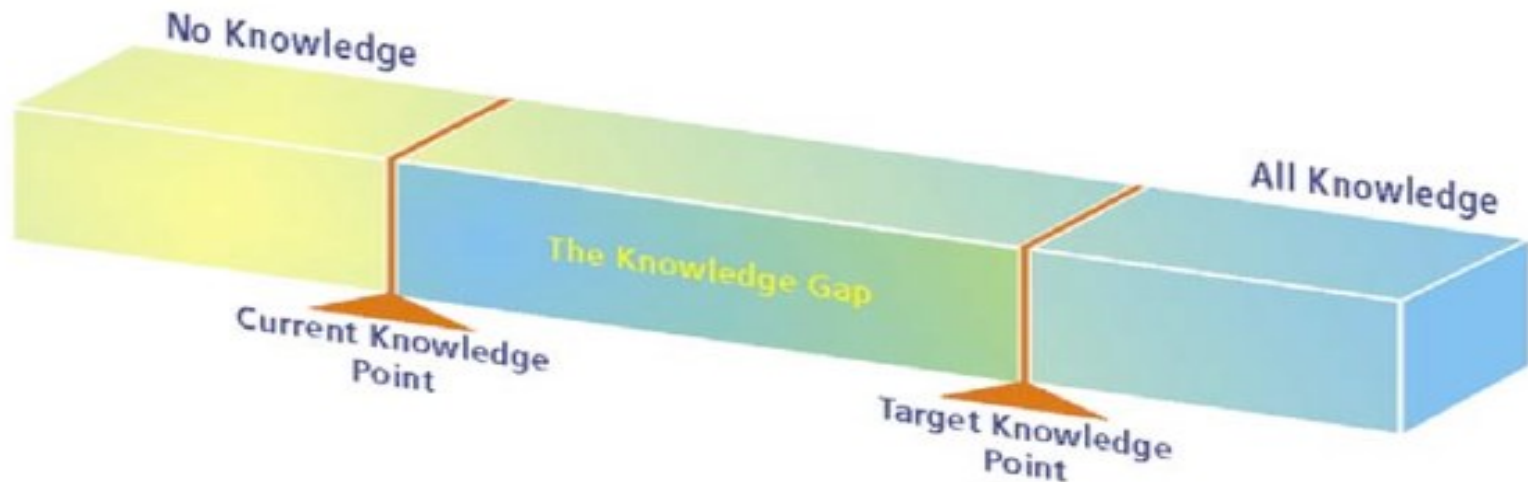 No Knowledge
All Knowledge
The Knowledge Gap
Current Knowledge
Point
Target Knowledge
Point